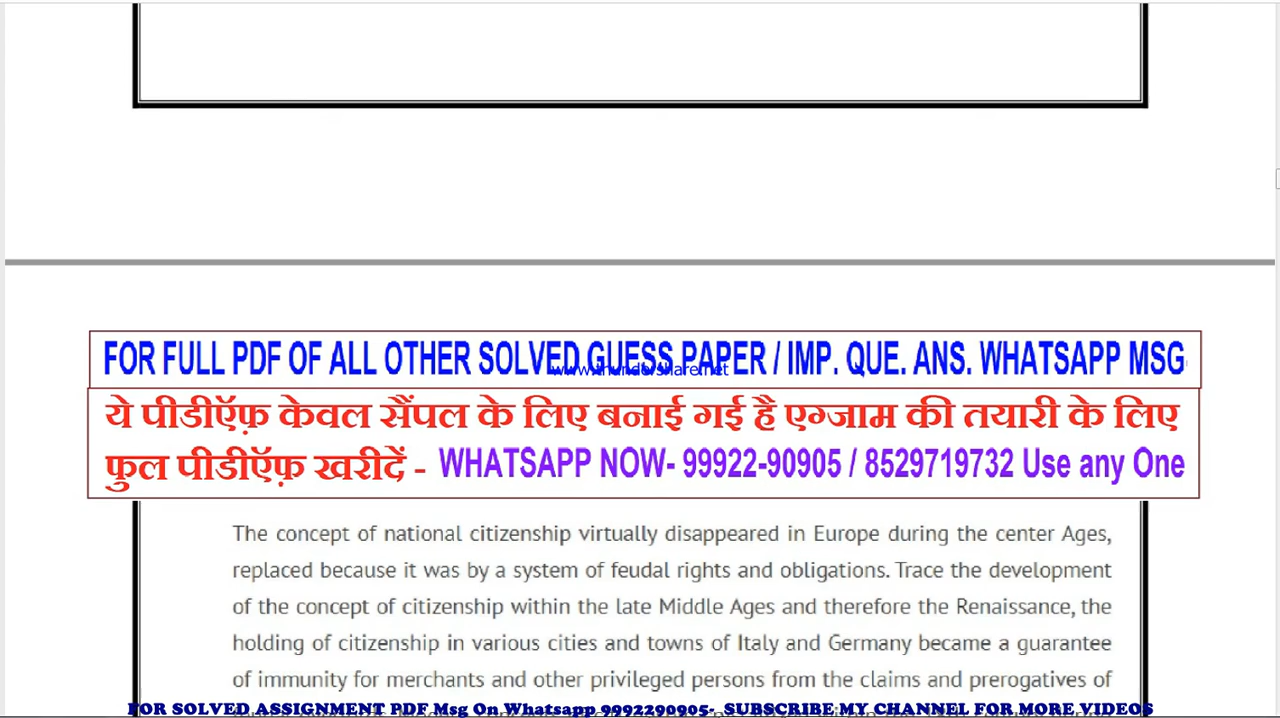 FOR FULL PDF OF ALL OTHER SOLVED GUESS PAPER / IMP. QUE. ANS. WHATSAPP MSG
www.thundershare.net
ये पीडीऍफ़ केवल सैंपल के लिए बनाई गई है एग्जाम की तयारी के लिए
फुल पीडीऍफ़ खरीदें - WHATSAPP NOW- 99922-90905 / 8529719732 Use any One
The concept of national citizenship virtually disappeared in Europe during the center Ages,
replaced because it was by a system of feudal rights and obligations. Trace the development
of the concept of citizenship within the late Middle Ages and therefore the Renaissance, the
holding of citizenship in various cities and towns of Italy and Germany became a guarantee
of immunity for merchants and other privileged persons from the claims and prerogatives of
FOR SOLVED ASSIGNMENT PDF Msg On Whatsapp 9992290905- SUBSCRIBE MY CHANNEL FOR MORE VIDEOS